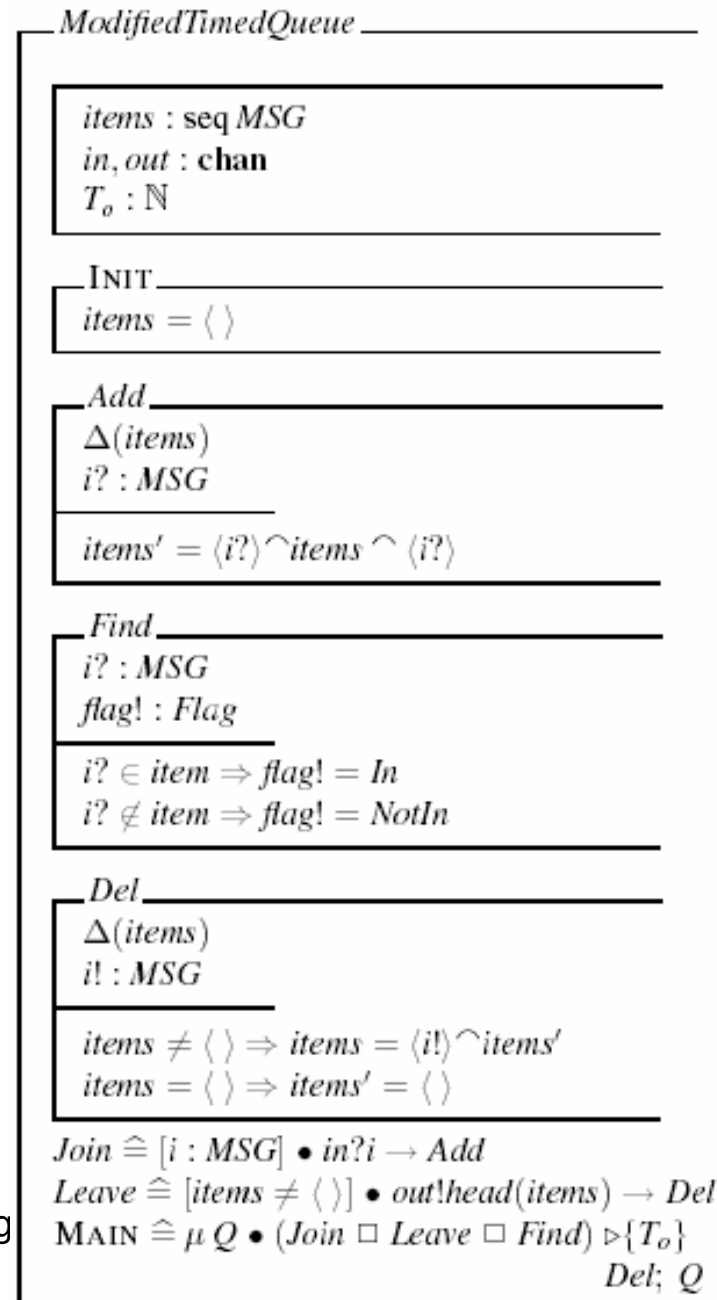 ModifiedTimedQueue
items : seq MSG
in, out : chan
Tₒ : ℕ
INIT
items = ⟨ ⟩
Add
Δ(items)
i? : MSG
items′ = ⟨i?⟩⌢items ⌢ ⟨i?⟩
Find
i? : MSG
flag! : Flag
i? ∈ item ⇒ flag! = In
i? ∉ item ⇒ flag! = NotIn
Del
Δ(items)
i! : MSG
items ≠ ⟨ ⟩ ⇒ items = ⟨i!⟩⌢items′
items = ⟨ ⟩ ⇒ items′ = ⟨ ⟩
Join ≙ [i : MSG] • in?i → Add
Leave ≙ [items ≠ ⟨ ⟩] • out!head(items) → Del
g MAIN ≙ μ Q • (Join □ Leave □ Find) ▷{Tₒ}
Del; Q